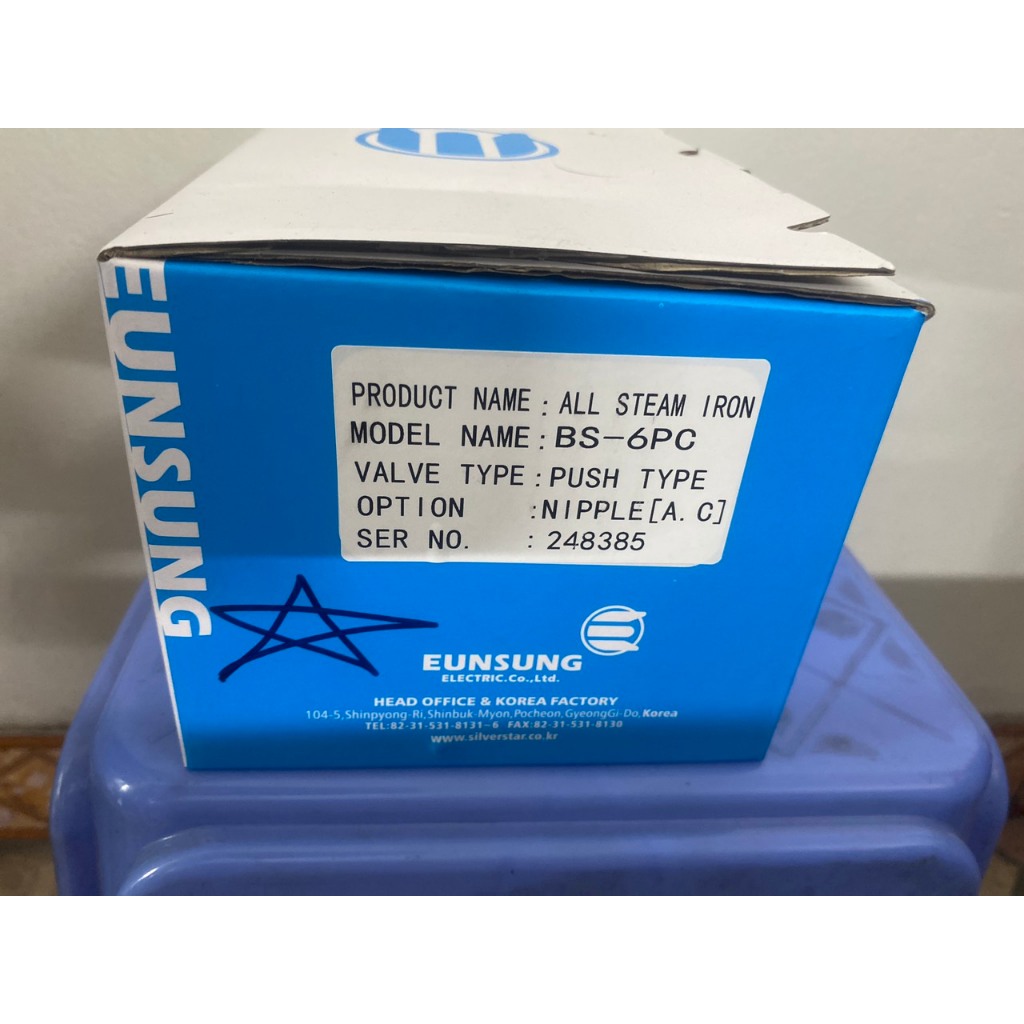 EUNSUNG
PRODUCT NAME : ALL STEAM IRON
MODEL NAME : BS-6PC
VALVE TYPE : PUSH TYPE
OPTION :NIPPLE[A.C]
SER NO. : 248385
EUNSUNG
ELECTRIC.Co.,Ltd.
HEAD OFFICE & KOREA FACTORY
104-5,Shinpyong-Ri,Shinbuk-Myon,Pocheon,GyeongGi-Do,Korea
TEL:82-31-531-8131~6 FAX:82-31-531-8130
www.silverstar.co.kr